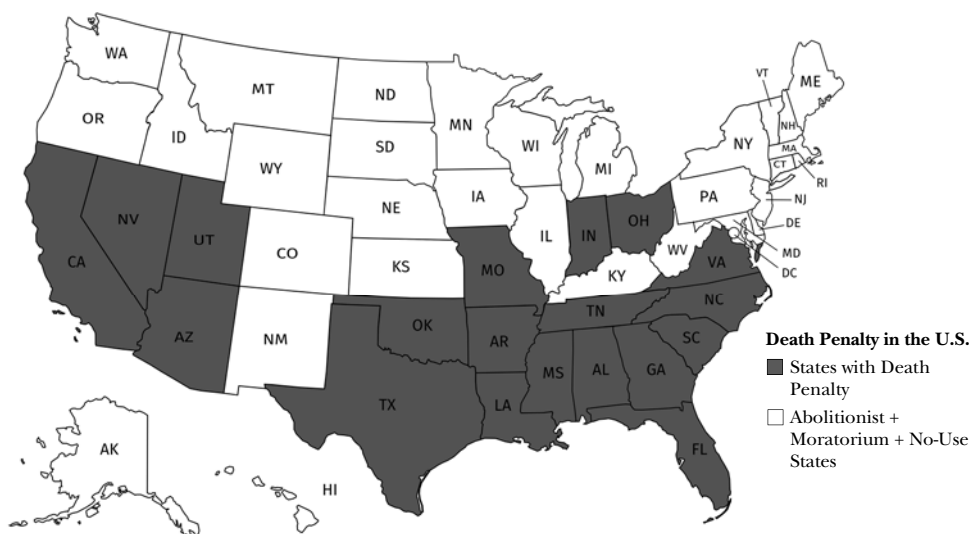 WA
MT
ND
MN
VT
ME
OR
ID
SD
WI
MI
NY
NH
MA
CT
RI
WY
NE
IA
PA
NJ
NV
UT
CO
KS
IL
IN
OH
WV
DE
MD
DC
CA
MO
KY
VA
AZ
NM
OK
AR
TN
NC
SC
TX
LA
MS
AL
GA
FL
AK
HI
Death Penalty in the U.S.
States with Death
Penalty
Abolitionist +
Moratorium + No-Use
States